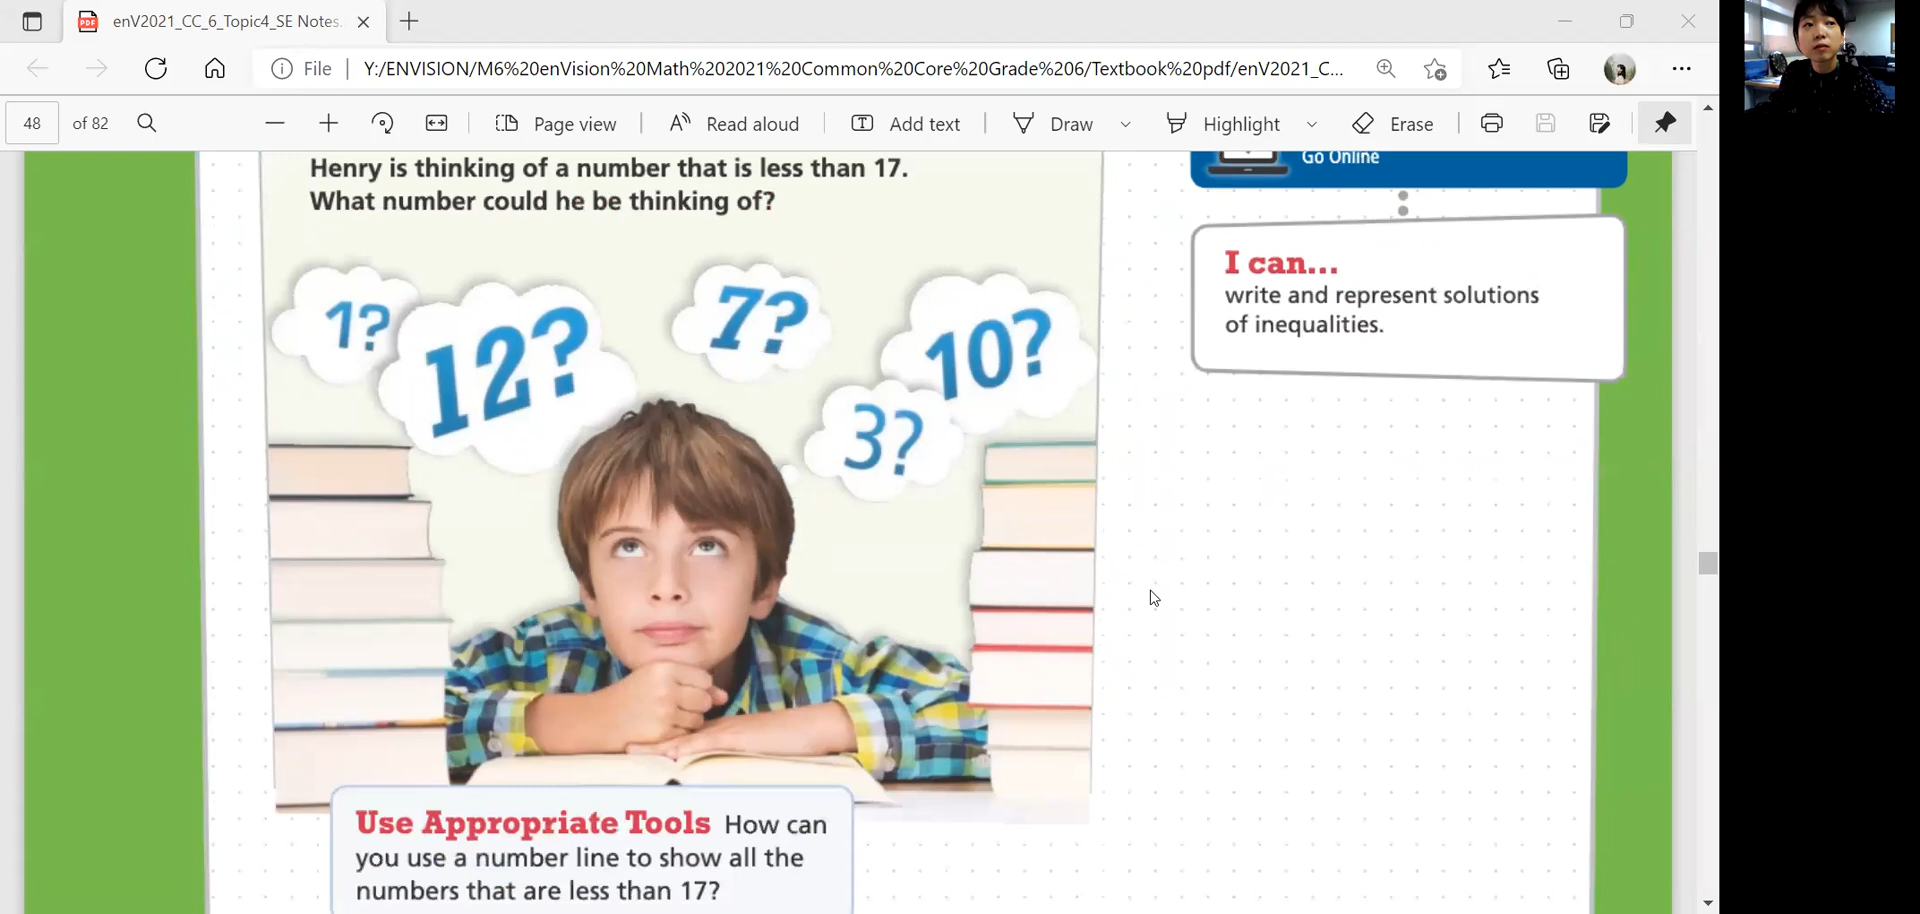 enV2021_CC_6_Topic4_SE Notes.
File
Y:/ENVISION/M6%20enVision%20Math%202021%20Common%20Core%20Grade%206/Textbook%20pdf/enV2021_C...
48 of 82
Page view
Read aloud
Add text
Draw
Highlight
Erase
Henry is thinking of a number that is less than 17.
What number could he be thinking of?
Go Online
I can...
write and represent solutions
of inequalities.
1?
12?
7?
10?
3?
Use Appropriate Tools How can
you use a number line to show all the
numbers that are less than 17?